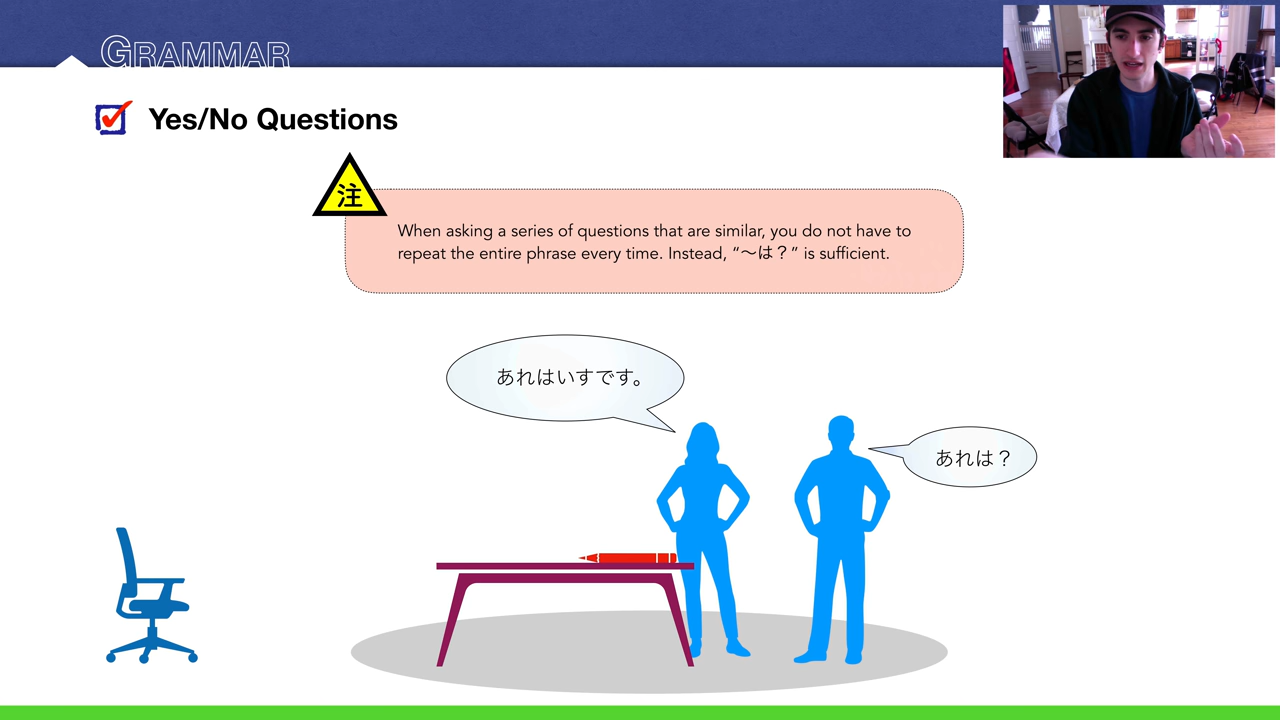 GRAMMAR
Yes/No Questions
注
When asking a series of questions that are similar, you do not have to
repeat the entire phrase every time. Instead, “〜は？” is sufficient.
あれはいすです。
あれは？